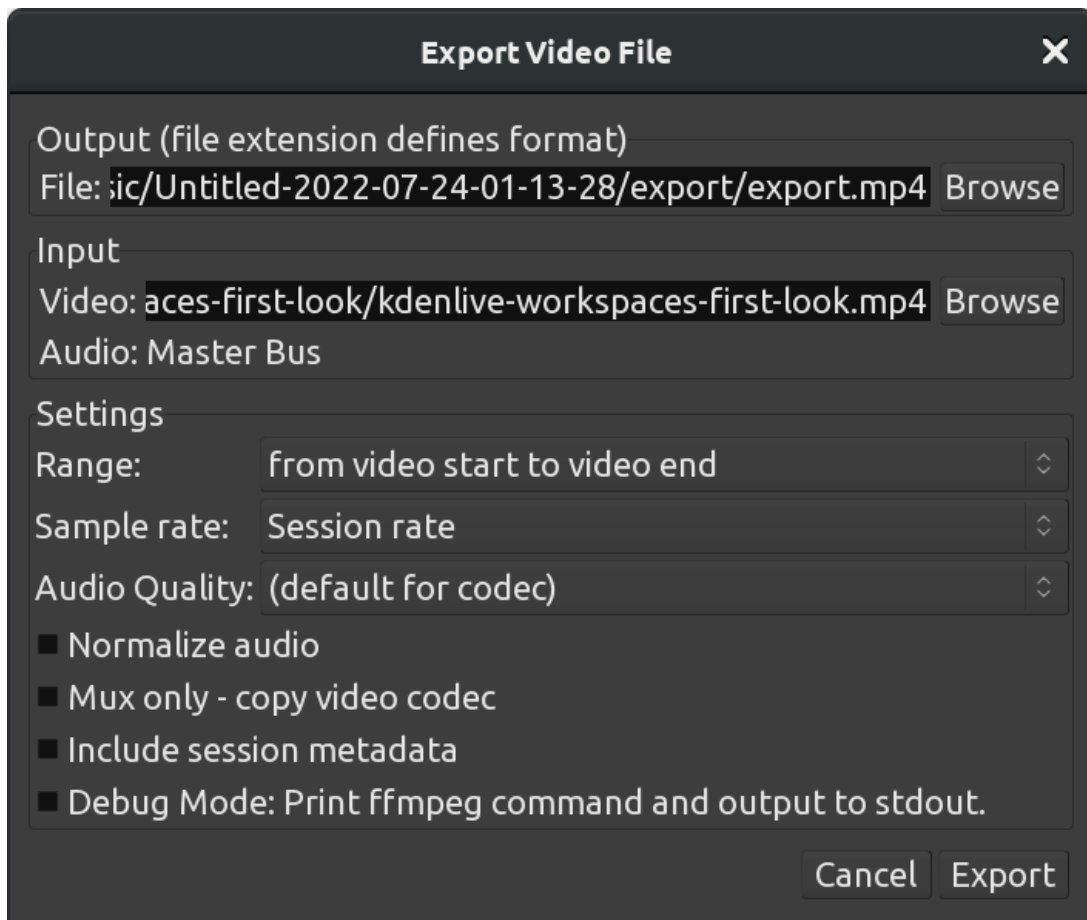 Export Video File
Output (file extension defines format)
File: sic/Untitled-2022-07-24-01-13-28/export/export.mp4 Browse
Input
Video: aces-first-look/kdenlive-workspaces-first-look.mp4 Browse
Audio: Master Bus
Settings
Range: from video start to video end
Sample rate: Session rate
Audio Quality: (default for codec)
Normalize audio
Mux only - copy video codec
Include session metadata
Debug Mode: Print ffmpeg command and output to stdout.
Cancel Export